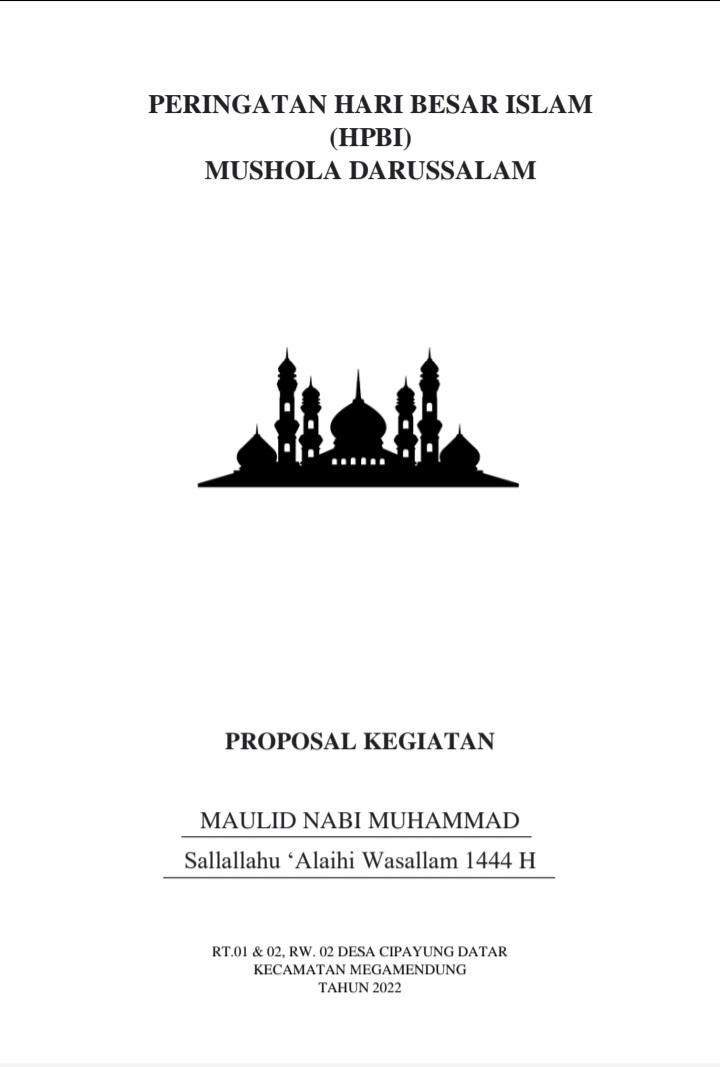 PERINGATAN HARI BESAR ISLAM
(HPBI)
MUSHOLA DARUSSALAM
PROPOSAL KEGIATAN
MAULID NABI MUHAMMAD
Sallallahu ‘Alaihi Wasallam 1444 H
RT.01 & 02, RW. 02 DESA CIPAYUNG DATAR
KECAMATAN MEGAMENDUNG
TAHUN 2022